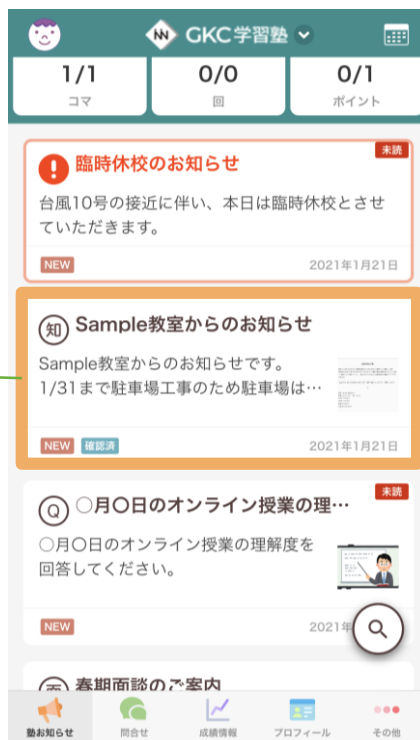 GKC学習塾
1/1
0/0
0/1
コマ
回
ポイント
未読
臨時休校のお知らせ
台風10号の接近に伴い、本日は臨時休校とさせ
ていただきます。
NEW
2021年1月21日
知 Sample教室からのお知らせ
Sample教室からのお知らせです。
1/31まで駐車場工事のため駐車場は…
NEW 確認済
2021年1月21日
未読
Q ○月○日のオンライン授業の理…
○月○日のオンライン授業の理解度を
回答してください。
NEW
2021年
春期面談のご案内
塾お知らせ
問合せ
成績情報
プロフィール
その他